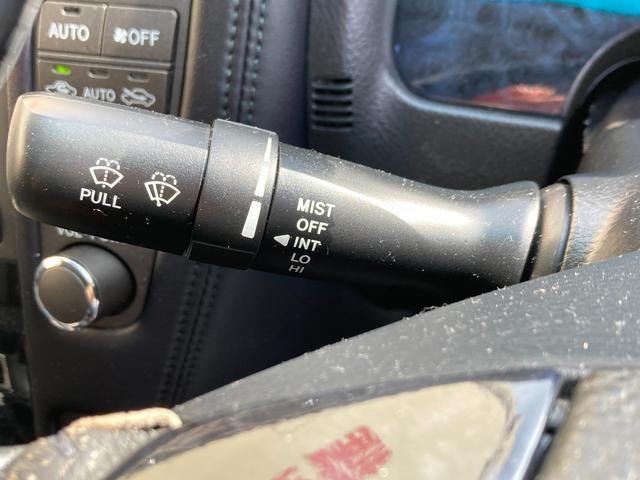 AUTO OFF
AUTO
PULL
MIST
OFF
INT
LO
HI